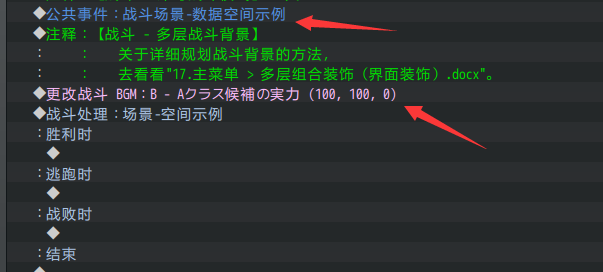 ◆公共事件：战斗场景-数据空间示例
◆注释：【战斗 - 多层战斗背景】
：　　：　　关于详细规划战斗背景的方法，
：　　：　　去看看"17.主菜单 > 多层组合装饰（界面装饰）.docx"。
◆更改战斗 BGM：B - Aクラス候補の実力 (100, 100, 0)
◆战斗处理：场景-空间示例
：胜利时
　◆
：逃跑时
　◆
：战败时
　◆
：结束
◆